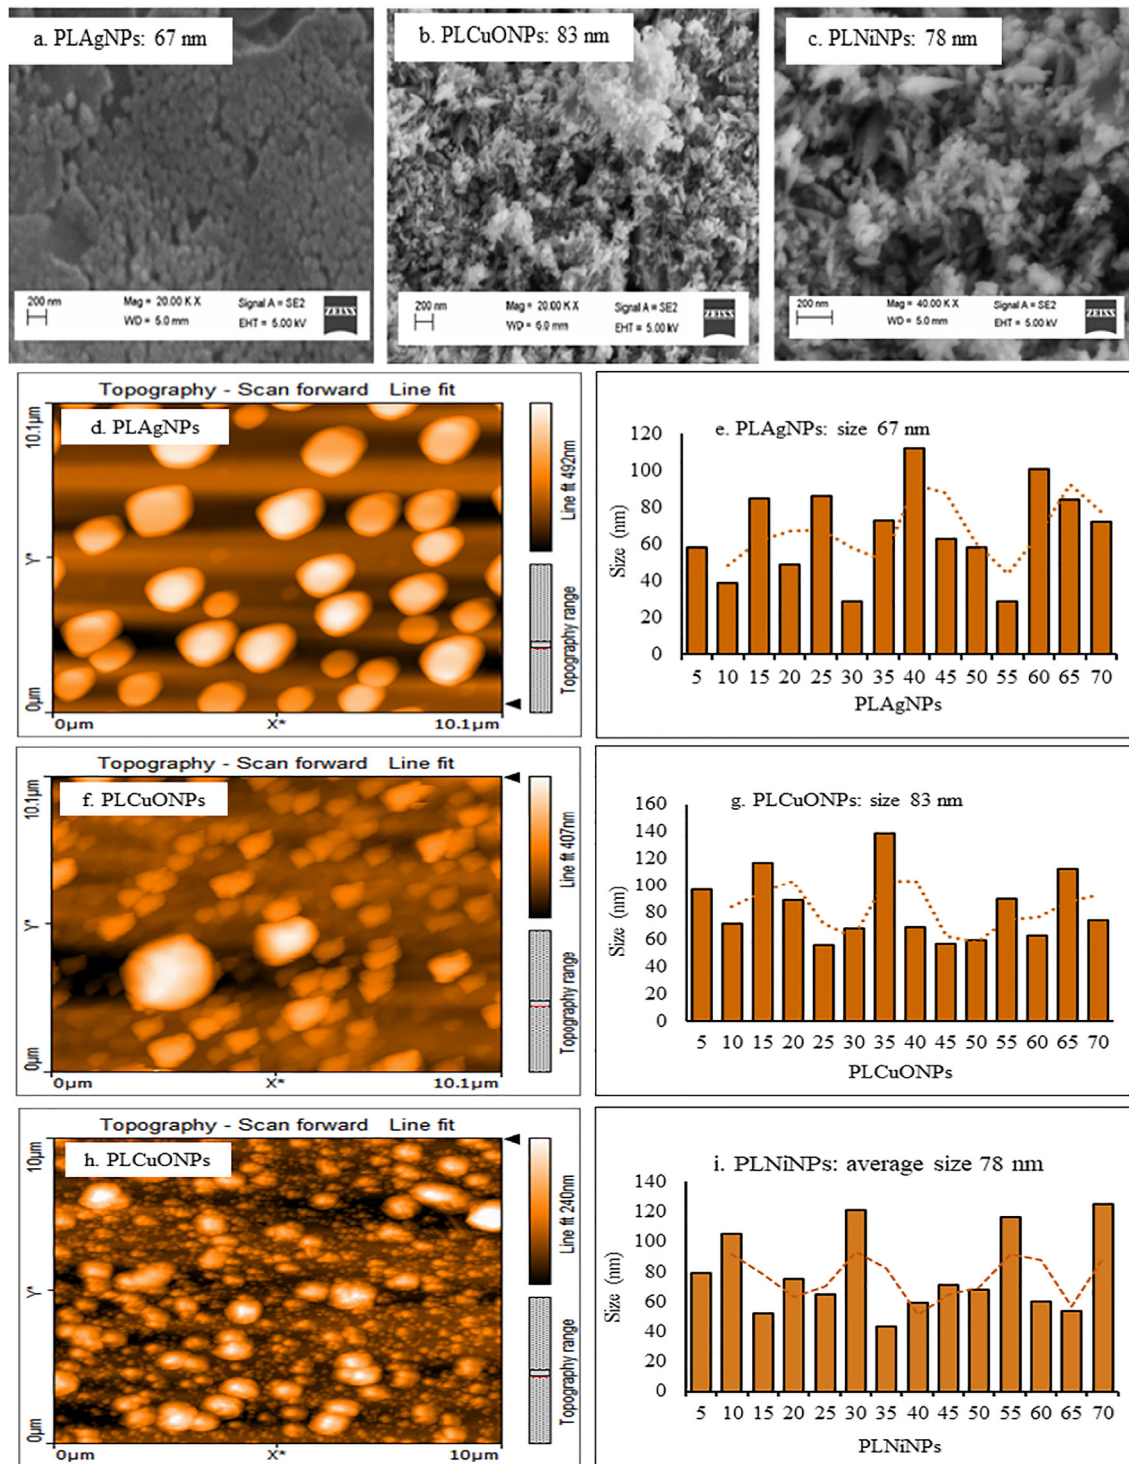 a. PLAgNPs: 67 nm
200 nm
Mag = 20.00 K X
Signal A = SE2
WD = 5.0 mm
EHT = 5.00 kV
ZEISS
b. PLCuONPs: 83 nm
200 nm
Mag = 20.00 K X
Signal A = SE2
WD = 6.0 mm
EHT = 5.00 kV
ZEISS
c. PLNiNPs: 78 nm
200 nm
Mag = 40.00 K X
Signal A = SE2
WD = 6.0 mm
EHT = 5.00 kV
ZEISS
Topography - Scan forward Line fit
d. PLAgNPs
10.1µm
Y*
0µm
0µm
X*
10.1µm
Line fit 492nm
Topography range
e. PLAgNPs: size 67 nm
Size (nm)
120
100
80
60
40
20
0
5 10 15 20 25 30 35 40 45 50 55 60 65 70
PLAgNPs
Topography - Scan forward Line fit
f. PLCuONPs
10.1µm
Y*
0µm
0µm
X*
10.1µm
Line fit 407nm
Topography range
g. PLCuONPs: size 83 nm
Size (nm)
160
140
120
100
80
60
40
20
0
5 10 15 20 25 30 35 40 45 50 55 60 65 70
PLCuONPs
Topography - Scan forward Line fit
h. PLCuONPs
10µm
Y*
0µm
0µm
X*
10µm
Line fit 240nm
Topography range
i. PLNiNPs: average size 78 nm
Size (nm)
140
120
100
80
60
40
20
0
5 10 15 20 25 30 35 40 45 50 55 60 65 70
PLNiNPs